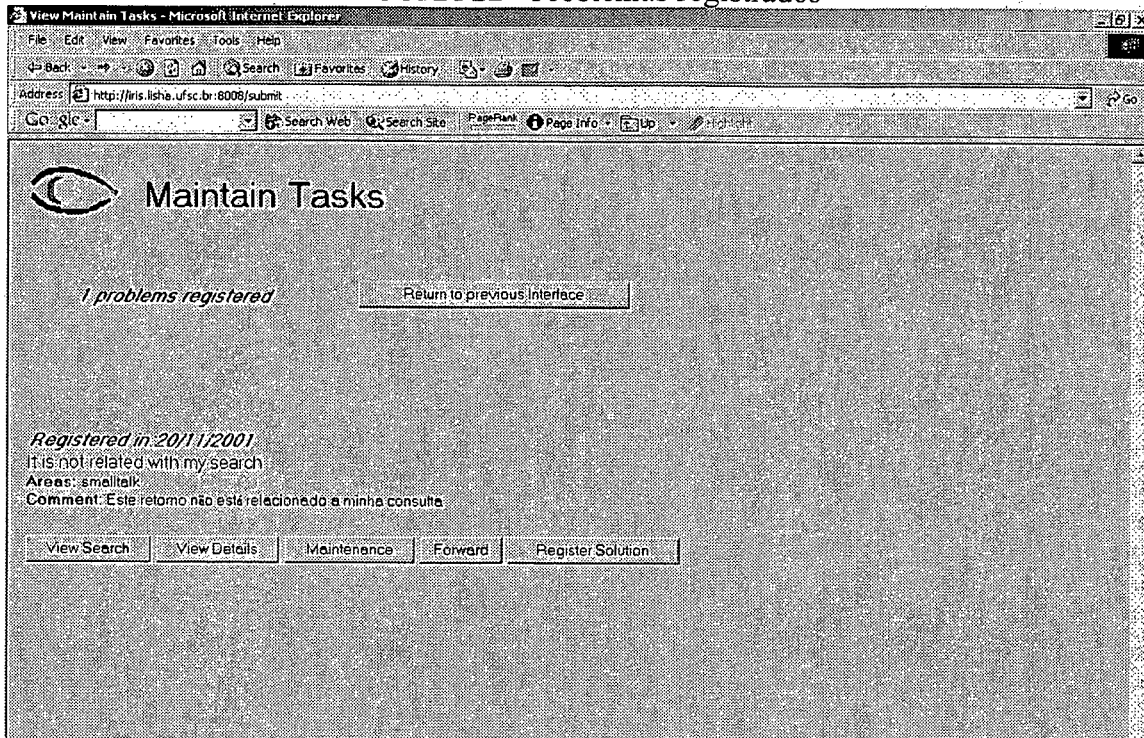 Problemas registrados
View Maintain Tasks - Microsoft Internet Explorer
File Edit View Favorites Tools Help
Back Search Favorites History
Address http://iris.lisha.ufsc.br:8008/submit Go
Google Search Web Search Site PageRank Page Info Up Highlight
Maintain Tasks
1 problems registered Return to previous Interface
Registered in 20/11/2001
It is not related with my search
Areas: smalltalk
Comment: Este retorno não está relacionado a minha consulta
View Search View Details Maintenance Forward Register Solution